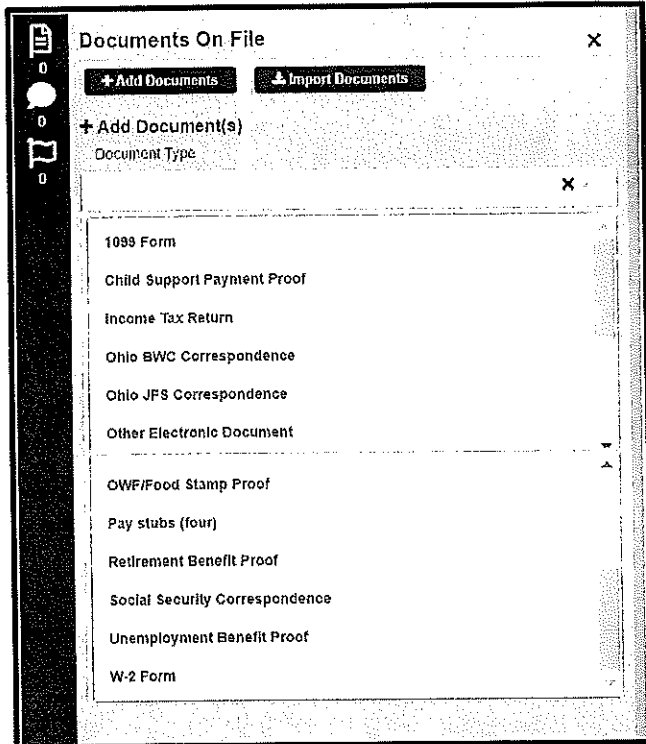 Documents On File
+Add Documents
Import Documents
+ Add Document(s)
Document Type
0
0
0
1099 Form
Child Support Payment Proof
Income Tax Return
Ohio BWC Correspondence
Ohio JFS Correspondence
Other Electronic Document
OWF/Food Stamp Proof
Pay stubs (four)
Retirement Benefit Proof
Social Security Correspondence
Unemployment Benefit Proof
W-2 Form